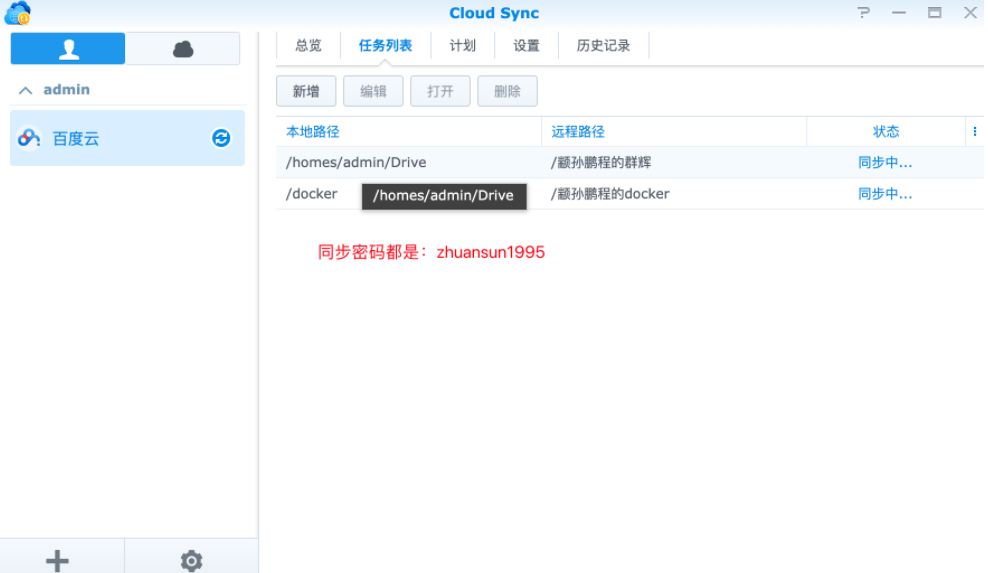 Cloud Sync
总览 任务列表 计划 设置 历史记录
admin
新增 编辑 打开 删除
百度云
本地路径 远程路径 状态
/homes/admin/Drive /颛孙鹏程的群辉 同步中...
/docker /homes/admin/Drive /颛孙鹏程的docker 同步中...
同步密码都是：zhuansun1995